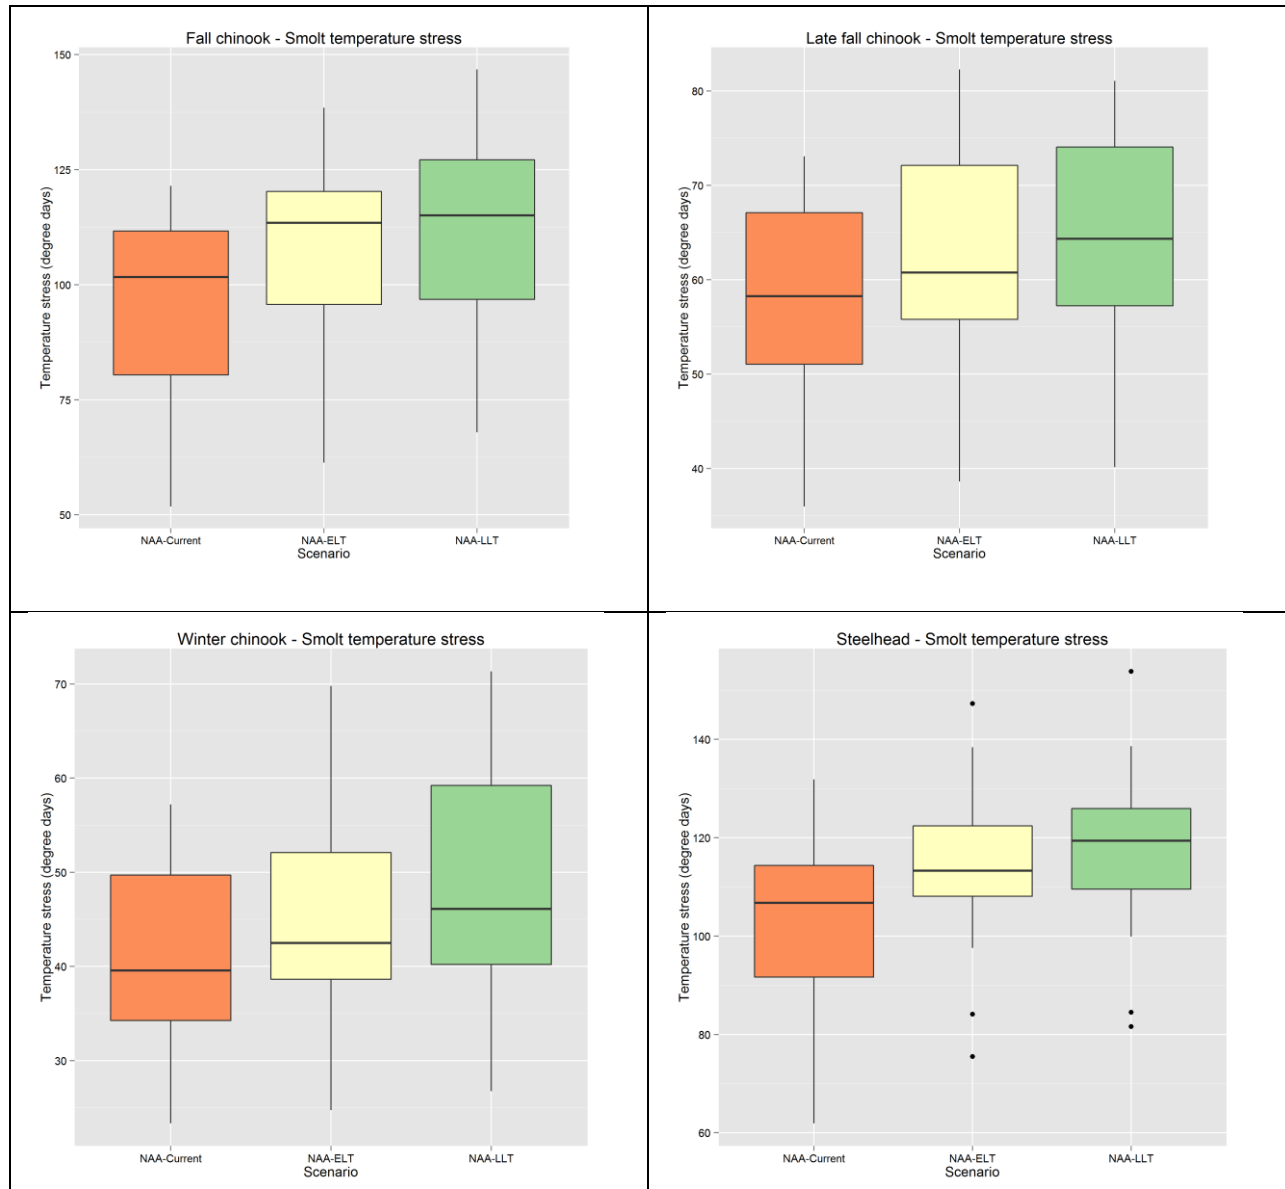 Fall chinook - Smolt temperature stress
Temperature stress (degree days)
150
125
100
75
50
NAA-Current NAA-ELT NAA-LLT
Scenario
Late fall chinook - Smolt temperature stress
Temperature stress (degree days)
80
70
60
50
40
NAA-Current NAA-ELT NAA-LLT
Scenario
Winter chinook - Smolt temperature stress
Temperature stress (degree days)
70
60
50
40
30
NAA-Current NAA-ELT NAA-LLT
Scenario
Steelhead - Smolt temperature stress
Temperature stress (degree days)
140
120
100
80
60
NAA-Current NAA-ELT NAA-LLT
Scenario